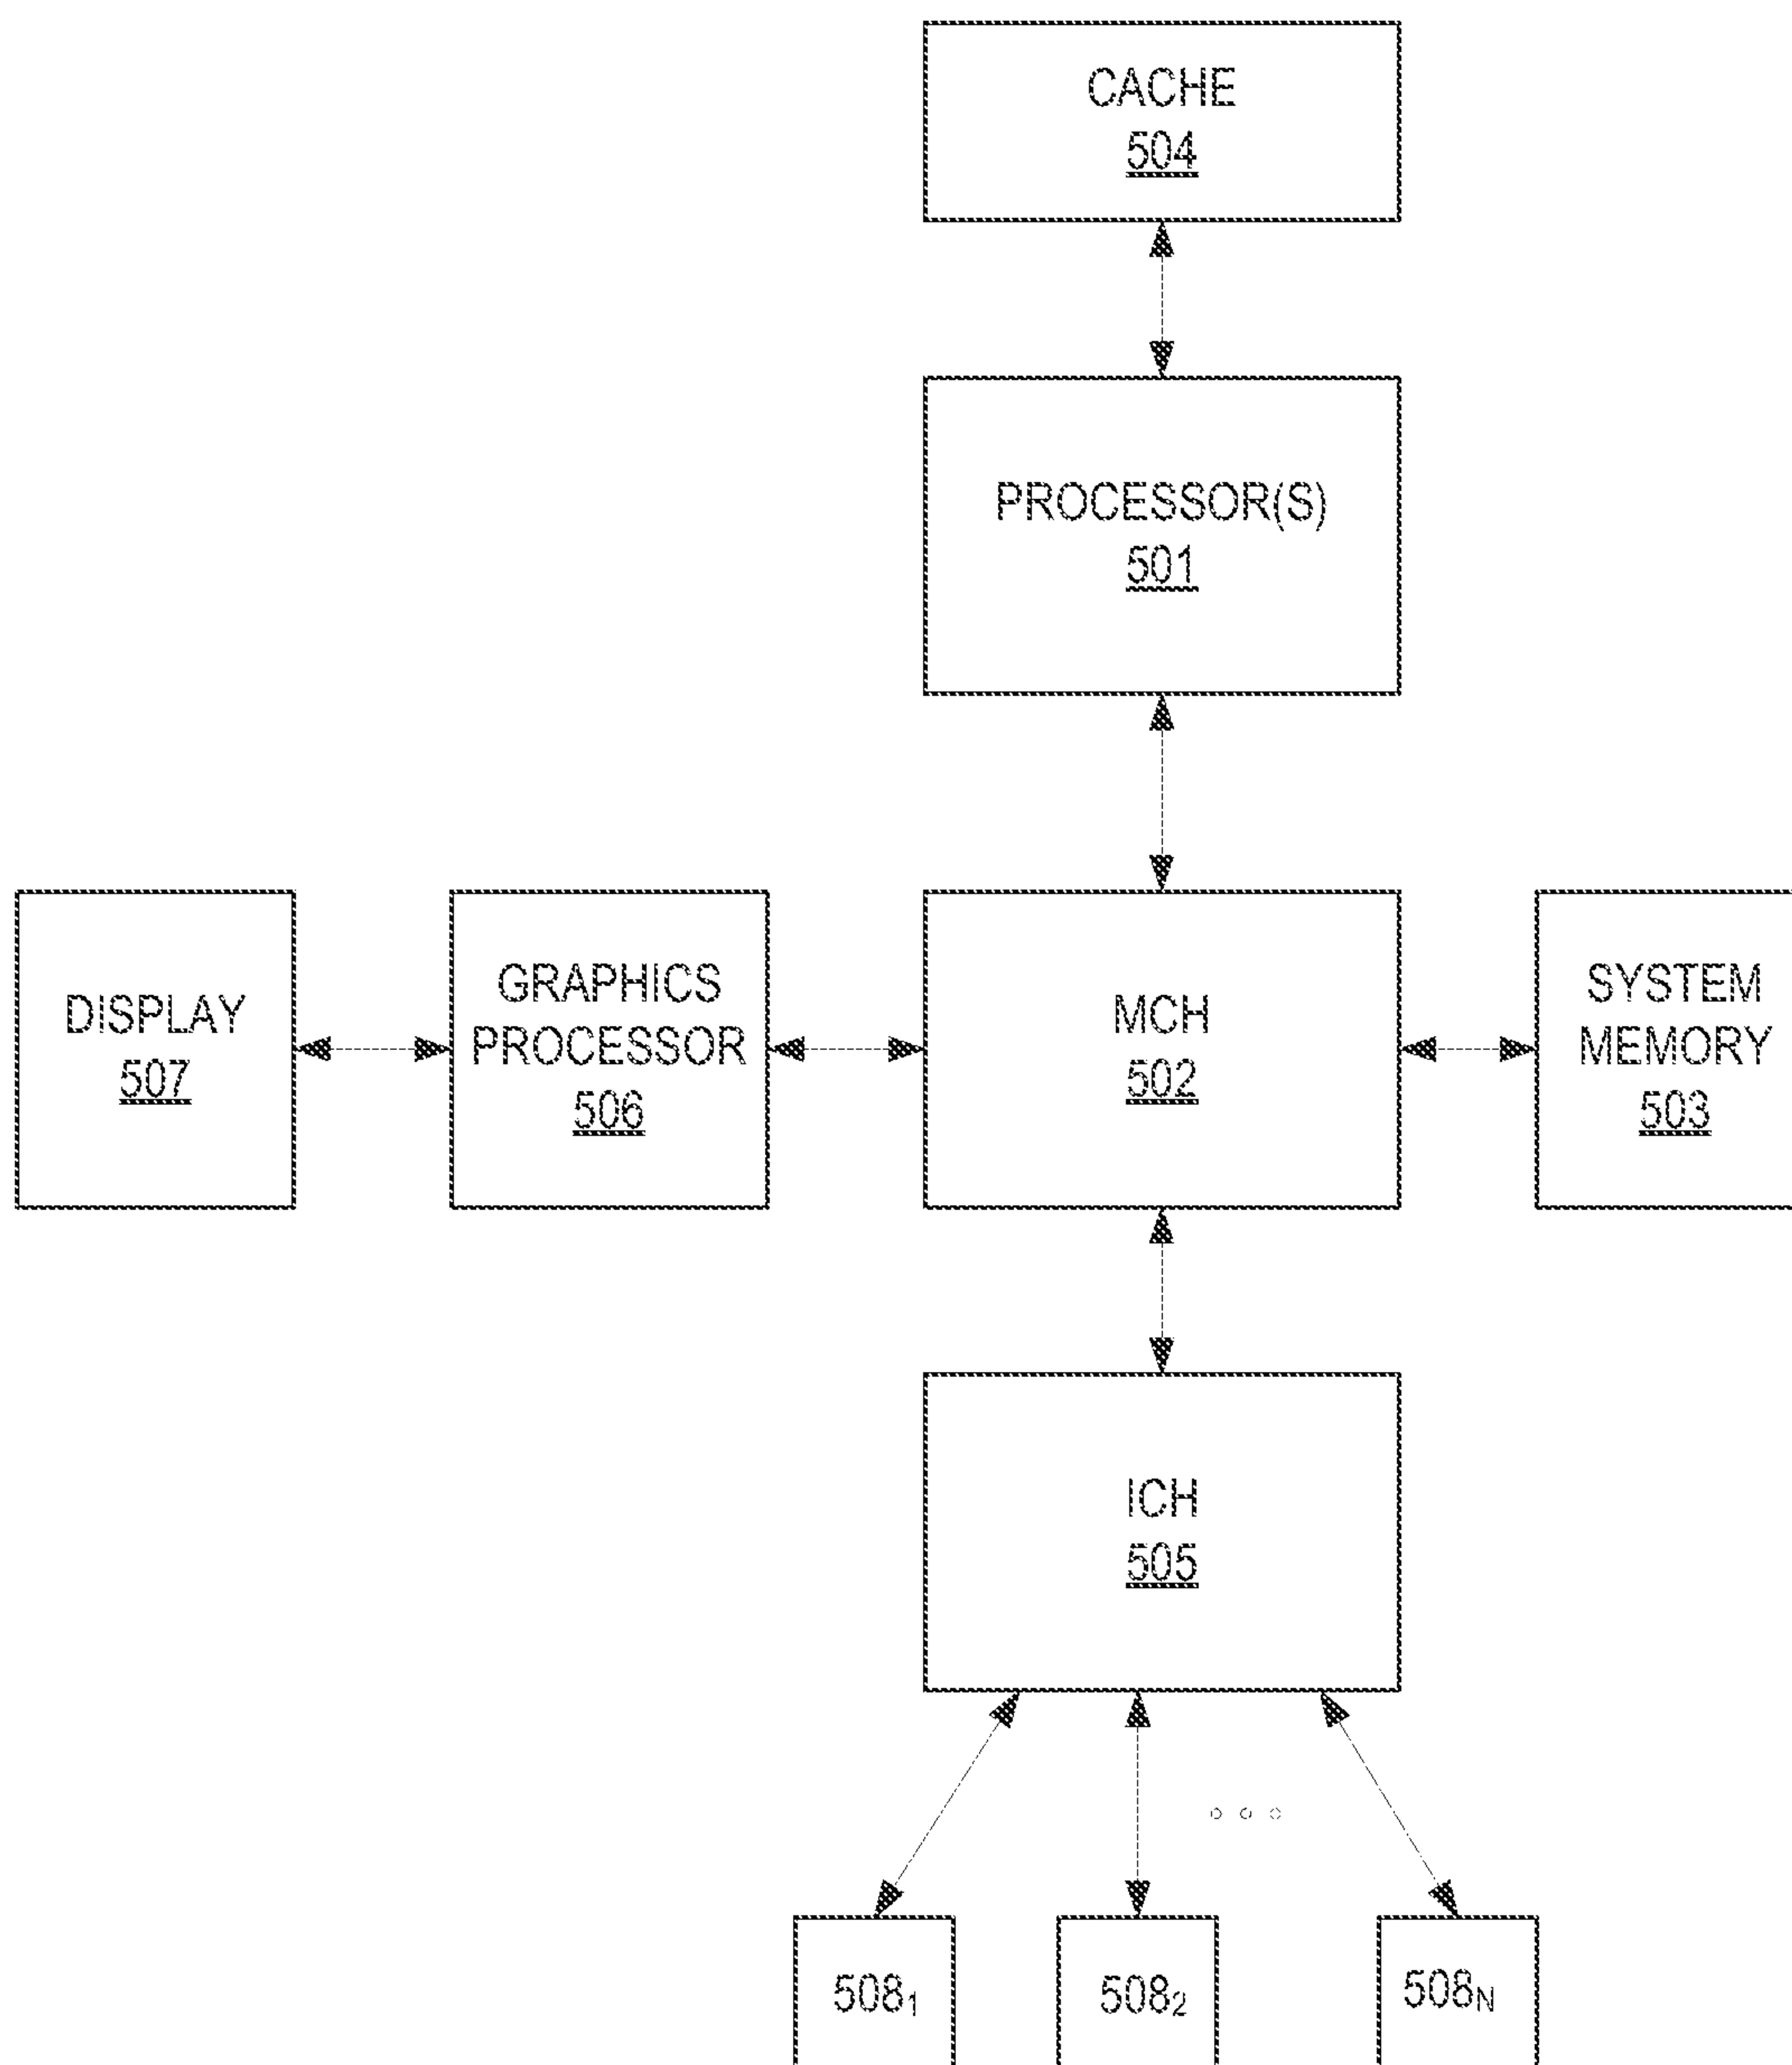 CACHE
504
PROCESSOR(S)
501
DISPLAY
507
GRAPHICS
PROCESSOR
506
MCH
502
SYSTEM
MEMORY
503
ICH
505
508₁
508₂
508N